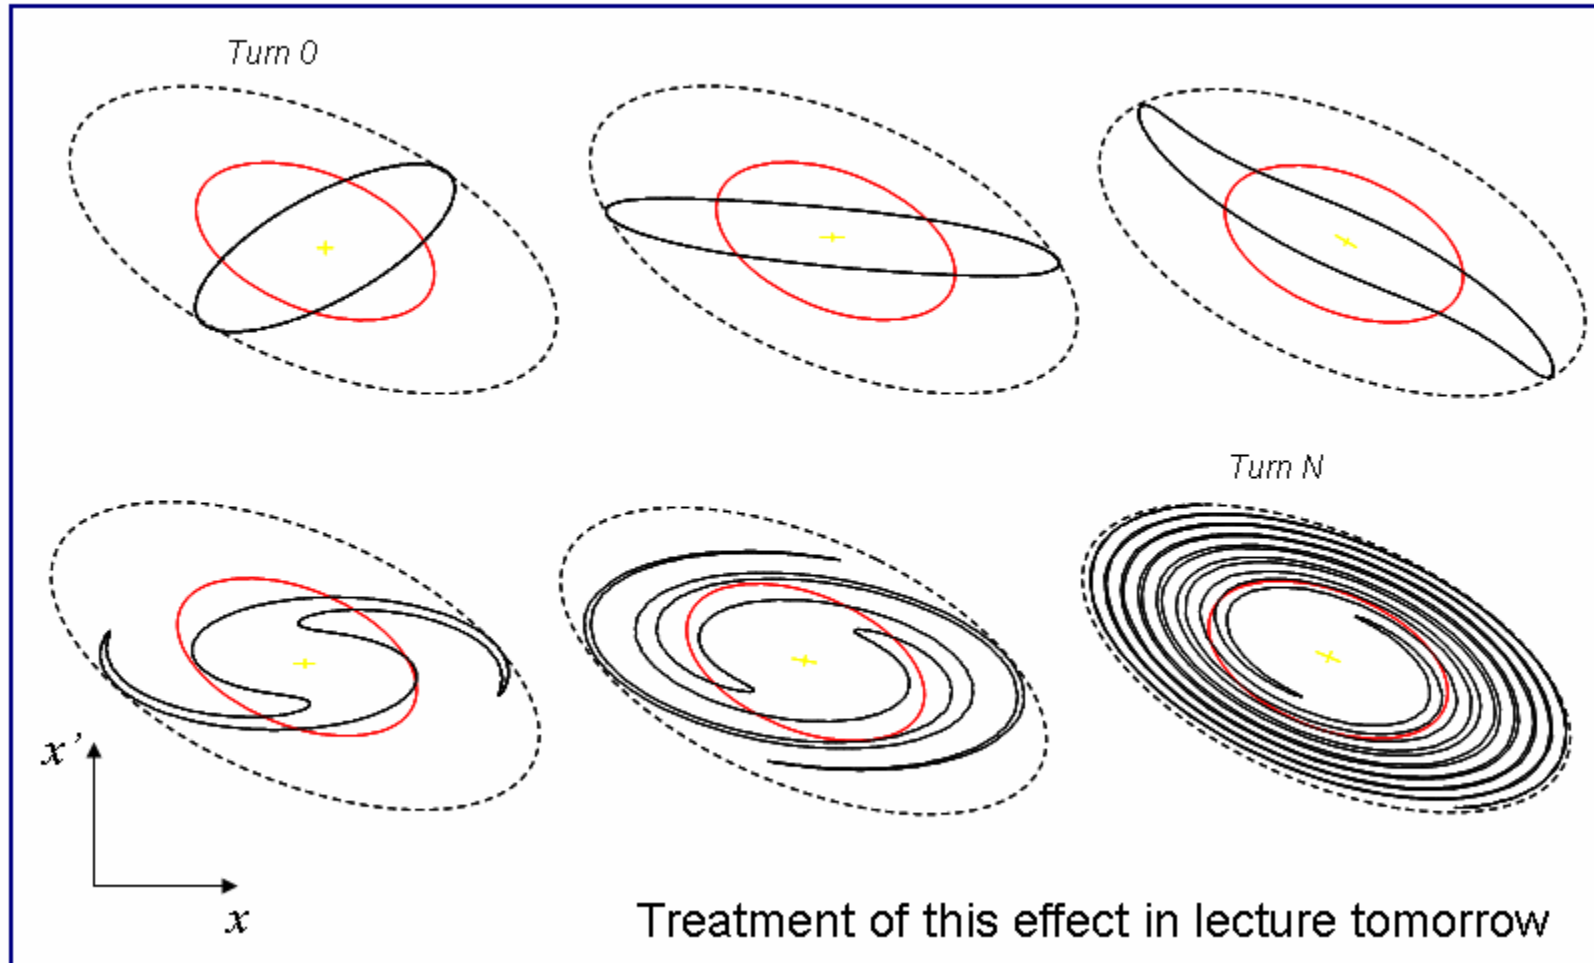 Turn 0
Turn N
x’
x
Treatment of this effect in lecture tomorrow